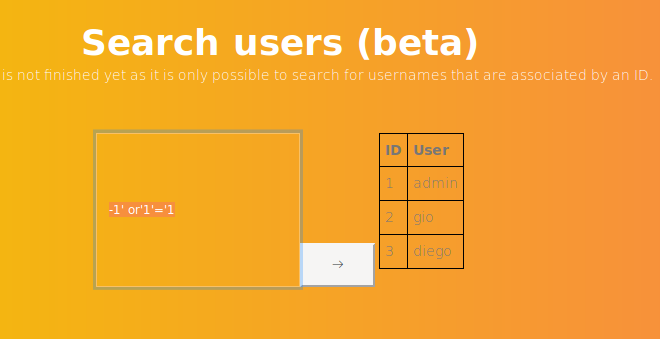 Search users (beta)
is not finished yet as it is only possible to search for usernames that are associated by an ID.
-1' or'1'='1
→
ID User
1 admin
2 gio
3 diego